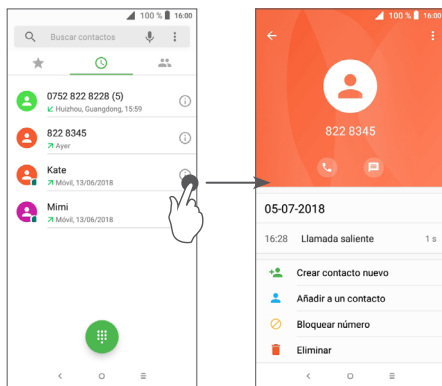 100 % 16:00
Buscar contactos
0752 822 8228 (5)
Huizhou, Guangdong, 15:59
822 8345
Ayer
Kate
Móvil, 13/06/2018
Mimi
Móvil, 13/06/2018
100 % 16:00
822 8345
05-07-2018
16:28 Llamada saliente 1 s
Crear contacto nuevo
Añadir a un contacto
Bloquear número
Eliminar